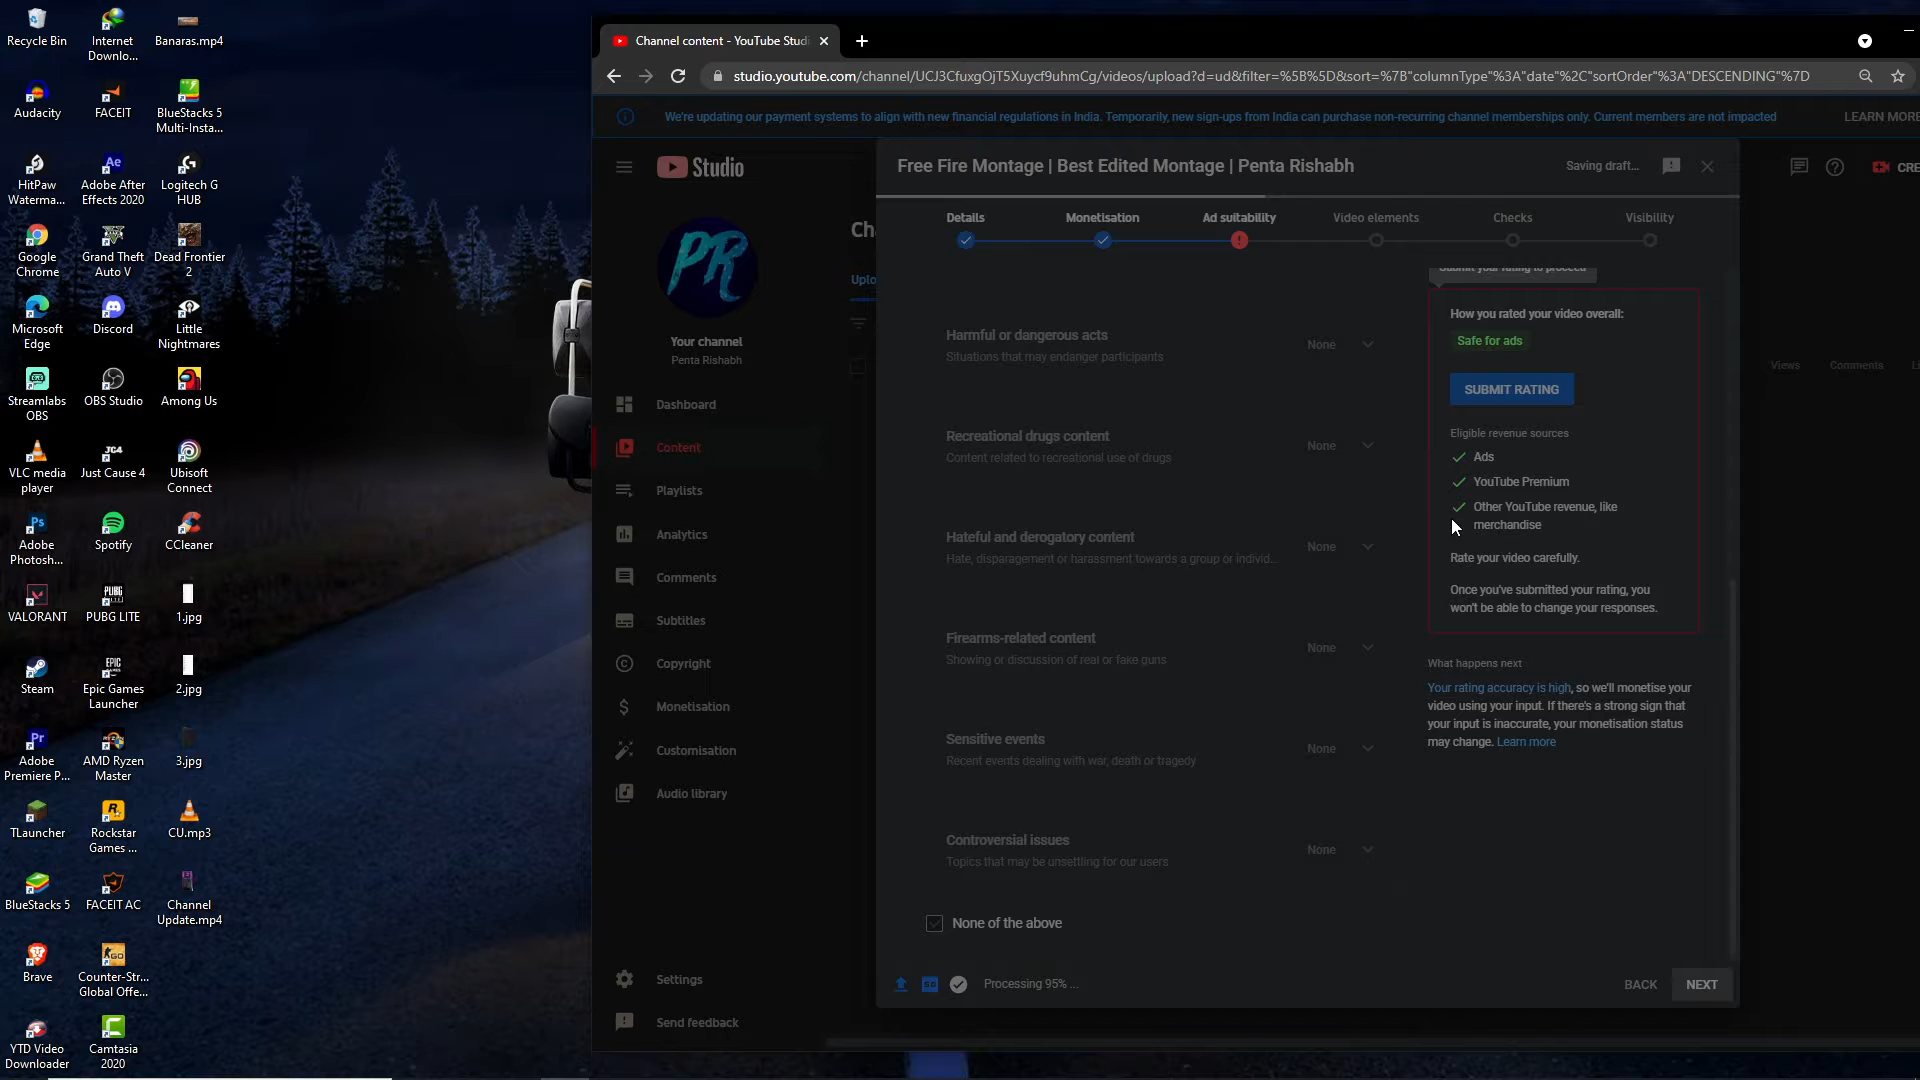 Recycle Bin
Internet
Downlo...
Banaras.mp4
Audacity
FACEIT
BlueStacks 5
Multi-Insta...
HitPaw
Waterma...
Adobe After
Effects 2020
Logitech G
HUB
Google
Chrome
Grand Theft
Auto V
Dead Frontier
2
Microsoft
Edge
Discord
Little
Nightmares
Streamlabs
OBS
OBS Studio
Among Us
VLC media
player
Just Cause 4
Ubisoft
Connect
Adobe
Photosh...
Spotify
CCleaner
VALORANT
PUBG LITE
1.jpg
Steam
Epic Games
Launcher
2.jpg
Adobe
Premiere P...
AMD Ryzen
Master
3.jpg
TLauncher
Rockstar
Games ...
CU.mp3
BlueStacks 5
FACEIT AC
Channel
Update.mp4
Brave
Counter-Str...
Global Offe...
YTD Video
Downloader
Camtasia
2020
Channel content - YouTube Studi
studio.youtube.com/channel/UCJ3CfuxgOjT5Xuycf9uhmCg/videos/upload?d=ud&filter=%5B%5D&sort=%7B"columnType"%3A"date"%2C"sortOrder"%3A"DESCENDING"%7D
We're updating our payment systems to align with new financial regulations in India. Temporarily, new sign-ups from India can purchase non-recurring channel memberships only. Current members are not impacted
LEARN MORE
Studio
PR
Your channel
Penta Rishabh
Dashboard
Content
Playlists
Analytics
Comments
Subtitles
Copyright
Monetisation
Customisation
Audio library
Settings
Send feedback
Ch
Uplo
Free Fire Montage | Best Edited Montage | Penta Rishabh
Saving draft...
CRE
Details
Monetisation
Ad suitability
Video elements
Checks
Visibility
Submit your rating to proceed
Harmful or dangerous acts
Situations that may endanger participants
None
Recreational drugs content
Content related to recreational use of drugs
None
Hateful and derogatory content
Hate, disparagement or harassment towards a group or individ...
None
Firearms-related content
Showing or discussion of real or fake guns
None
Sensitive events
Recent events dealing with war, death or tragedy
None
Controversial issues
Topics that may be unsettling for our users
None
None of the above
How you rated your video overall:
Safe for ads
SUBMIT RATING
Eligible revenue sources
Ads
YouTube Premium
Other YouTube revenue, like
merchandise
Rate your video carefully.
Once you've submitted your rating, you
won't be able to change your responses.
What happens next
Your rating accuracy is high, so we'll monetise your
video using your input. If there's a strong sign that
your input is inaccurate, your monetisation status
may change. Learn more
Views
Comments
SD
Processing 95% ...
BACK
NEXT